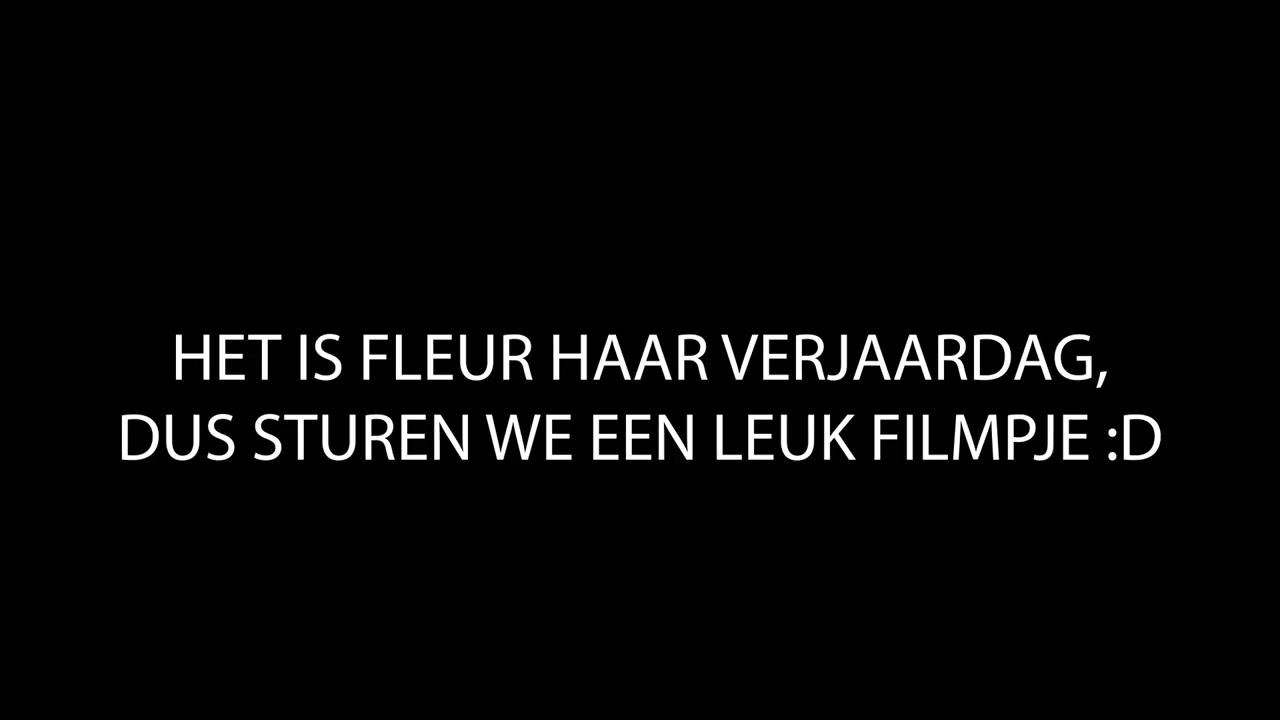 HET IS FLEUR HAAR VERJAARDAG,
DUS STUREN WE EEN LEUK FILMPJE :D